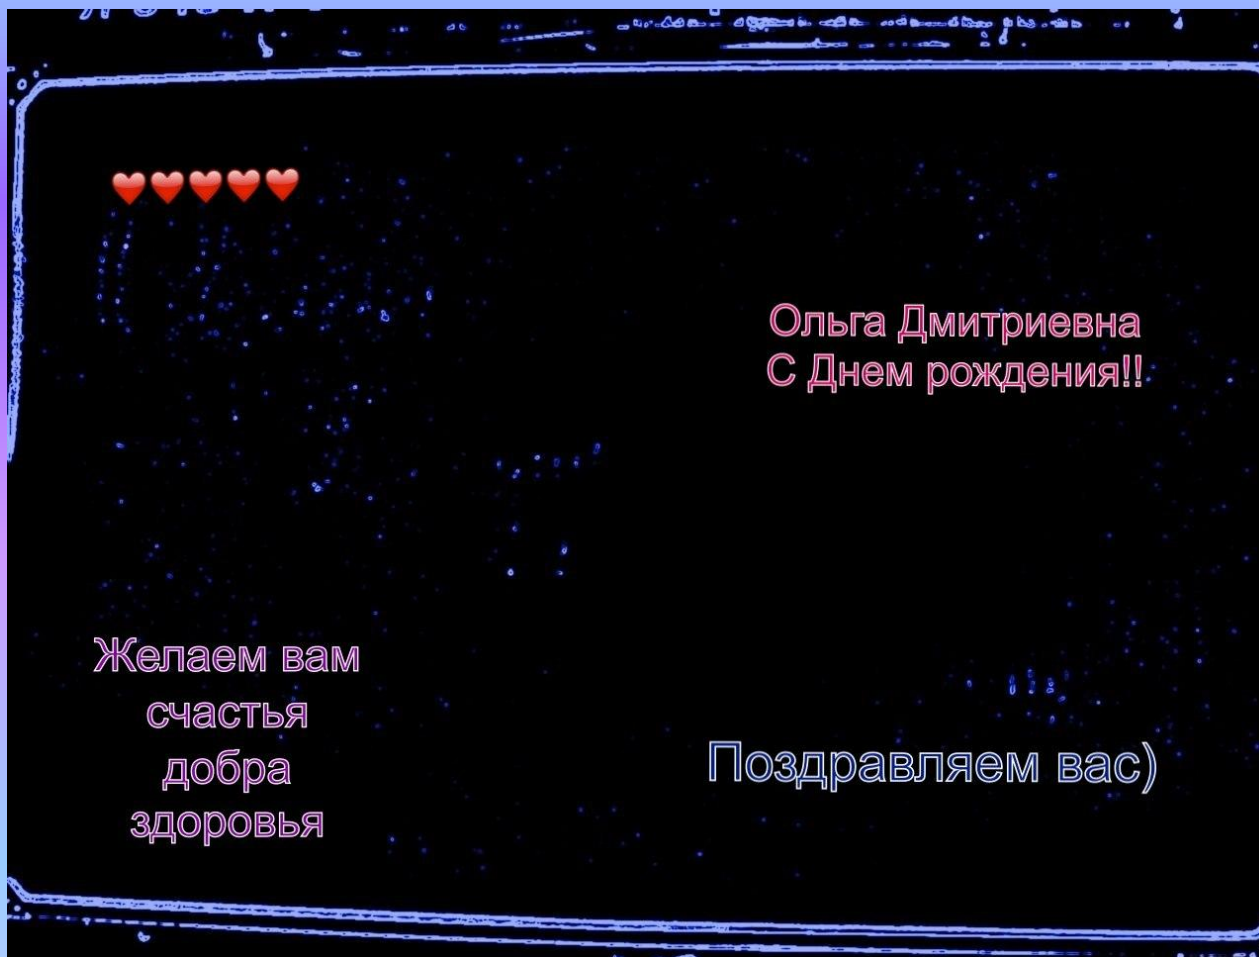 ❤️❤️❤️❤️❤️
Ольга Дмитриевна
С Днем рождения!!
Желаем вам
счастья
добра
здоровья
Поздравляем вас)